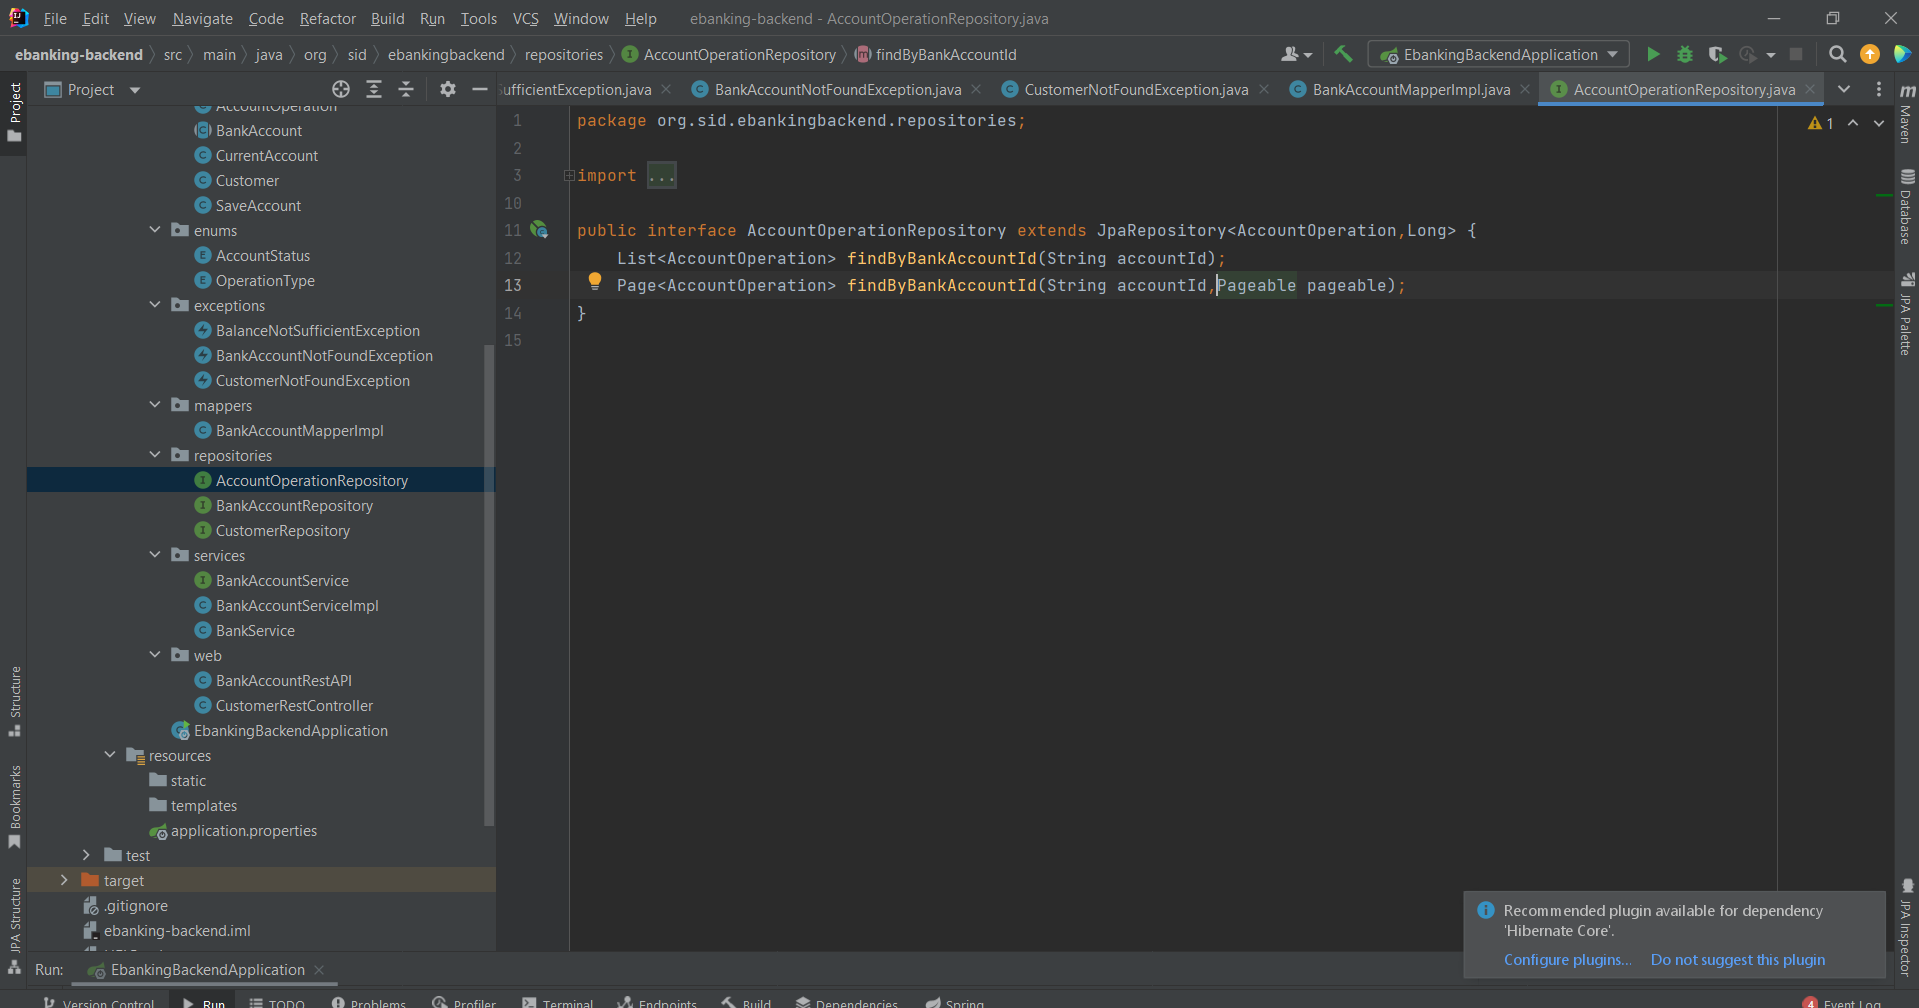 File Edit View Navigate Code Refactor Build Run Tools VCS Window Help ebanking-backend - AccountOperationRepository.java
ebanking-backend src main java org sid ebankingbackend repositories AccountOperationRepository findByBankAccountId EbankingBackendApplication
Project
ufficientException.java BankAccountNotFoundException.java CustomerNotFoundException.java BankAccountMapperImpl.java AccountOperationRepository.java
Project
Structure
Bookmarks
JPA Structure
AccountOperation
BankAccount
CurrentAccount
Customer
SaveAccount
enums
AccountStatus
OperationType
exceptions
BalanceNotSufficientException
BankAccountNotFoundException
CustomerNotFoundException
mappers
BankAccountMapperImpl
repositories
AccountOperationRepository
BankAccountRepository
CustomerRepository
services
BankAccountService
BankAccountServiceImpl
BankService
web
BankAccountRestAPI
CustomerRestController
EbankingBackendApplication
resources
static
templates
application.properties
test
target
.gitignore
ebanking-backend.iml
1 package org.sid.ebankingbackend.repositories;
2
3 import ...
10
11 public interface AccountOperationRepository extends JpaRepository<AccountOperation,Long> {
12 List<AccountOperation> findByBankAccountId(String accountId);
13 Page<AccountOperation> findByBankAccountId(String accountId,Pageable pageable);
14 }
15
1
Maven
Database
JPA Palette
JPA Inspector
Recommended plugin available for dependency
'Hibernate Core'.
Configure plugins... Do not suggest this plugin
Run: EbankingBackendApplication
Version Control Run TODO Problems Profiler Terminal Endpoints Build Dependencies Spring 4 Event Log